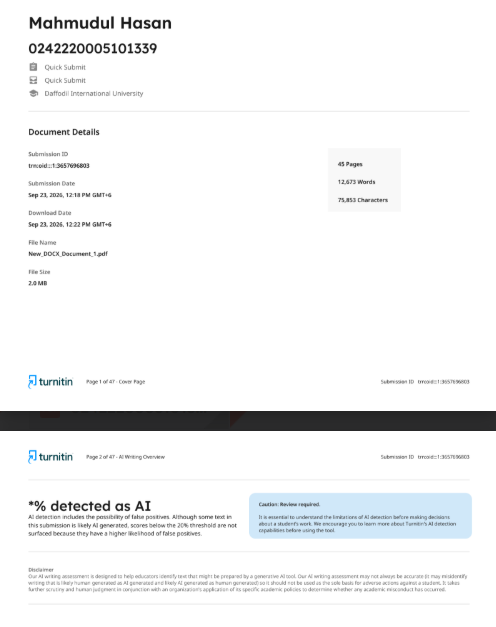 Mahmudul Hasan
0242220005101339
Quick Submit
Quick Submit
Daffodil International University
Document Details
Submission ID
trn:oid:::1:3657696803
Submission Date
Sep 23, 2026, 12:18 PM GMT+6
Download Date
Sep 23, 2026, 12:22 PM GMT+6
File Name
New_DOCX_Document_1.pdf
File Size
2.0 MB
45 Pages
12,673 Words
75,853 Characters
turnitin Page 1 of 47 - Cover Page Submission ID trn:oid:::1:3657696803
turnitin Page 2 of 47 - AI Writing Overview Submission ID trn:oid:::1:3657696803
*% detected as AI
AI detection includes the possibility of false positives. Although some text in
this submission is likely AI generated, scores below the 20% threshold are not
surfaced because they have a higher likelihood of false positives.
Caution: Review required.
It is essential to understand the limitations of AI detection before making decisions
about a student's work. We encourage you to learn more about Turnitin's AI detection
capabilities before using the tool.
Disclaimer
Our AI writing assessment is designed to help educators identify text that might be prepared by a generative AI tool. Our AI writing assessment may not always be accurate (it may misidentify
writing that is likely human generated as AI generated and likely AI generated as human generated) so it should not be used as the sole basis for adverse actions against a student. It takes
further scrutiny and human judgment in conjunction with an organization's application of its specific academic policies to determine whether any academic misconduct has occurred.